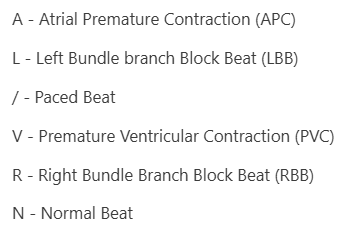 A - Atrial Premature Contraction (APC)
L - Left Bundle branch Block Beat (LBB)
/ - Paced Beat
V - Premature Ventricular Contraction (PVC)
R - Right Bundle Branch Block Beat (RBB)
N - Normal Beat